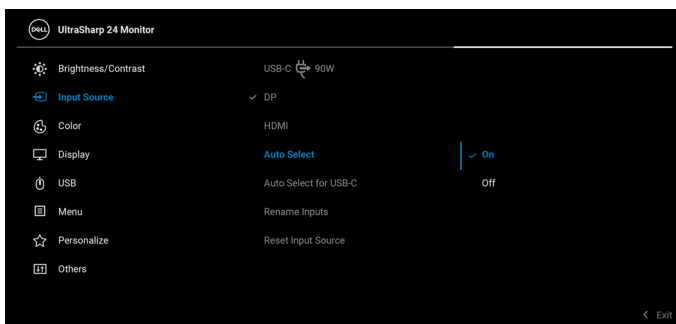 DELL UltraSharp 24 Monitor
Brightness/Contrast USB-C 90W
Input Source DP
Color HDMI
Display Auto Select On
USB Auto Select for USB-C Off
Menu Rename Inputs
Personalize Reset Input Source
Others
Exit